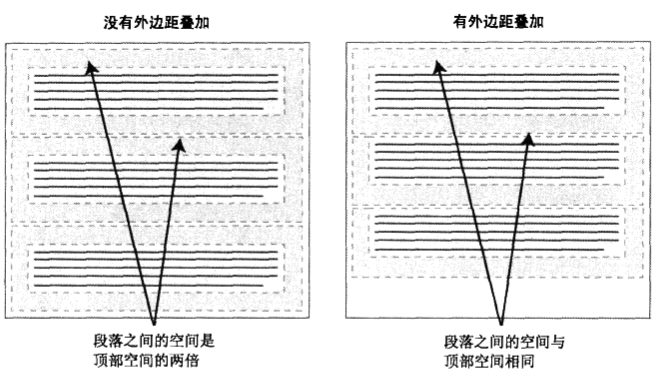 没有外边距叠加
有外边距叠加
段落之间的空间是
顶部空间的两倍
段落之间的空间与
顶部空间相同